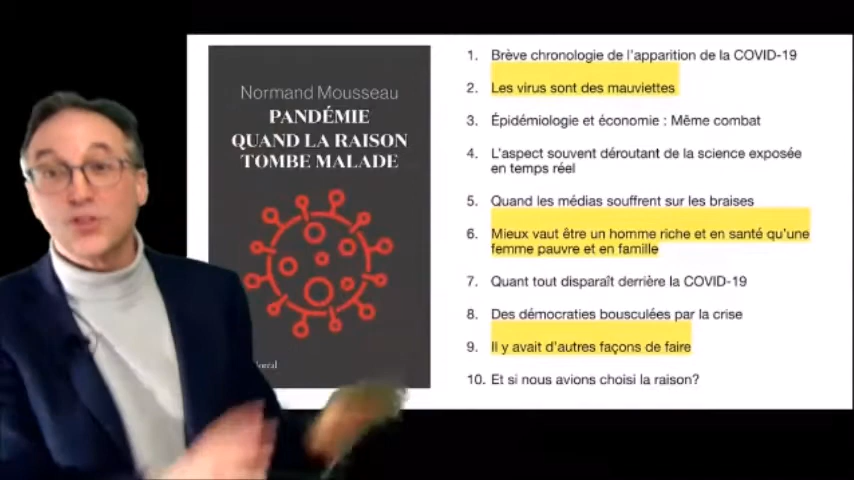 Normand Mousseau
PANDÉMIE
QUAND LA RAISON
TOMBE MALADE
1. Brève chronologie de l'apparition de la COVID-19
2. Les virus sont des mauviettes
3. Épidémiologie et économie : Même combat
4. L'aspect souvent déroutant de la science exposée
en temps réel
5. Quand les médias souffrent sur les braises
6. Mieux vaut être un homme riche et en santé qu'une
femme pauvre et en famille
7. Quant tout disparaît derrière la COVID-19
8. Des démocraties bousculées par la crise
9. Il y avait d'autres façons de faire
10. Et si nous avions choisi la raison?